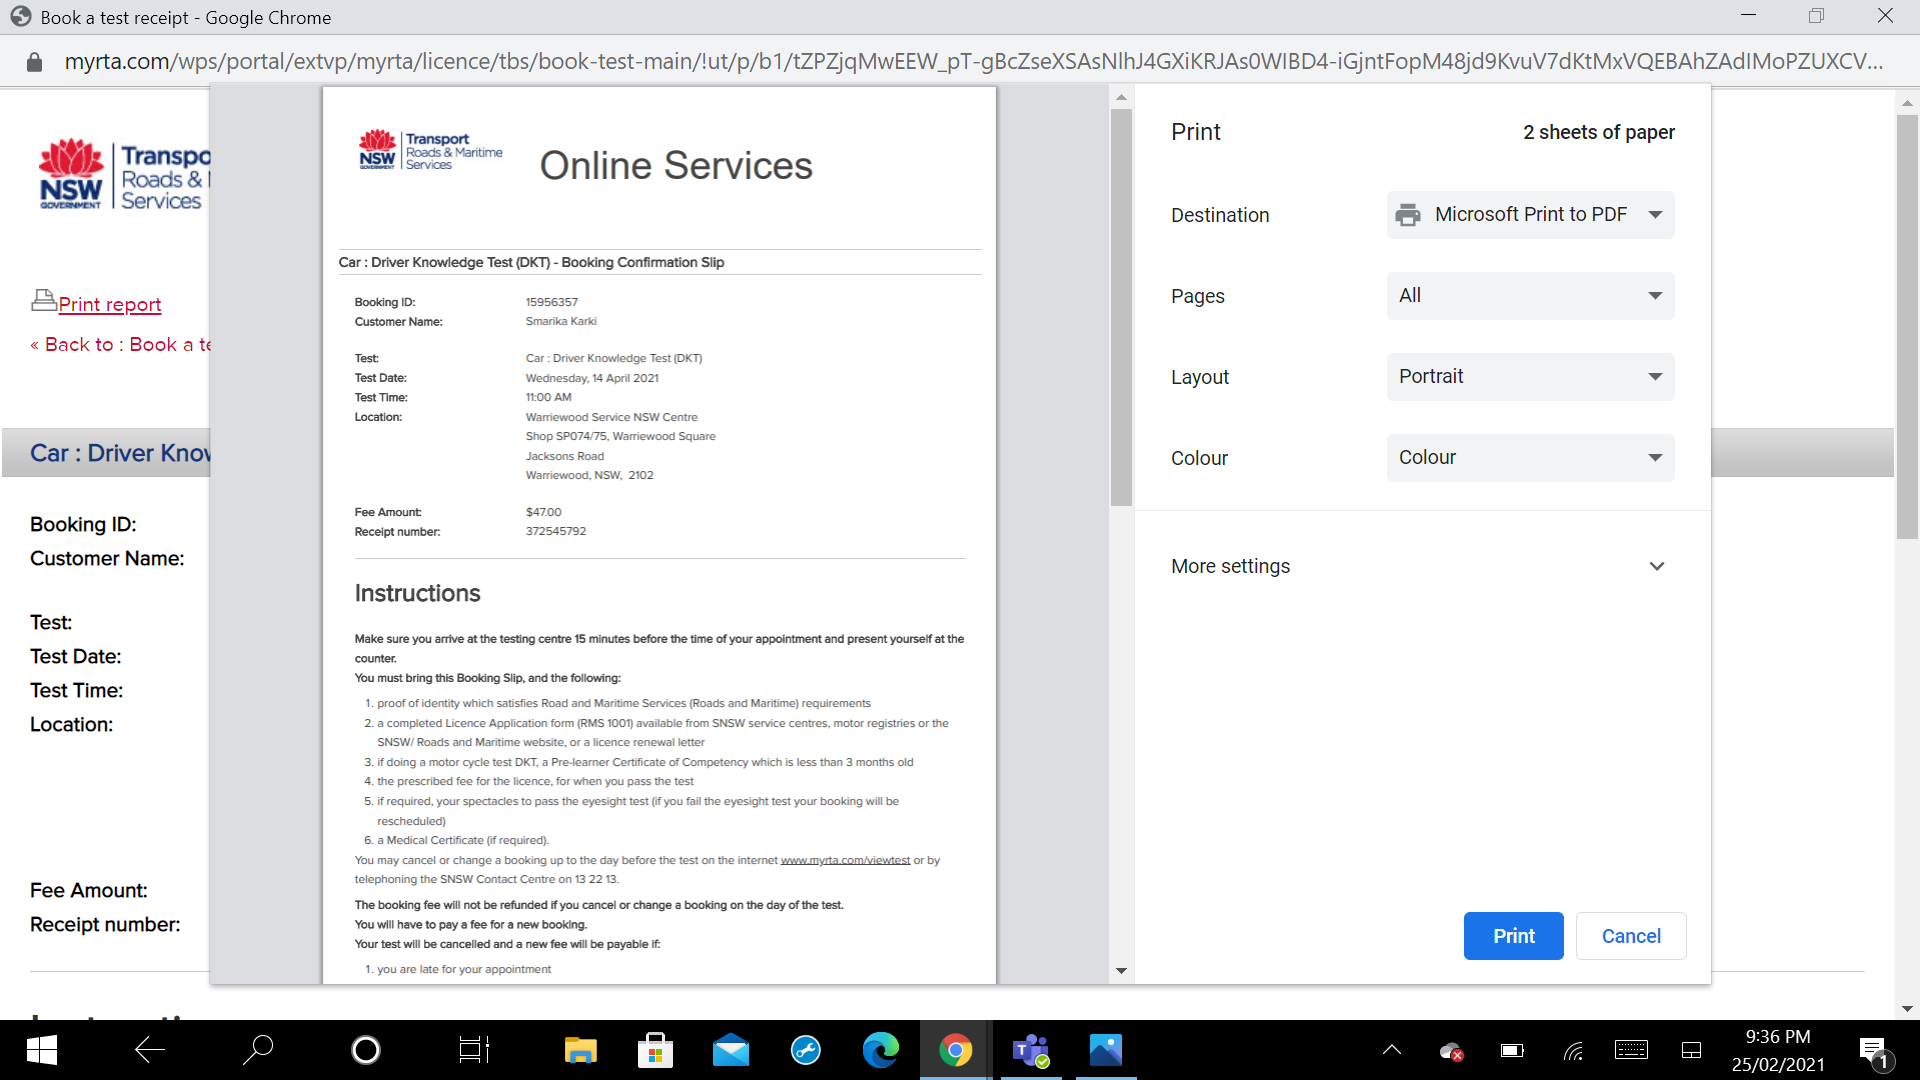 Book a test receipt - Google Chrome
myrta.com/wps/portal/extvp/myrta/licence/tbs/book-test-main/!ut/p/b1/tZPZjqMwEEW_pT-gBcZseXSAsNlhJ4GXiKRJAs0WIBD4-iGjntFopM48jd9KvuV7dKtMxVQEBAhZAdIMoPZUXCV...
Transpo
Roads & 
Services
NSW
GOVERNMENT
Print report
« Back to : Book a te
Car : Driver Know
Booking ID:
Customer Name:
Test:
Test Date:
Test Time:
Location:
Fee Amount:
Receipt number:
NSW
GOVERNMENT
Transport
Roads & Maritime
Services
Online Services
Car : Driver Knowledge Test (DKT) - Booking Confirmation Slip
Booking ID: 15956357
Customer Name: Smarika Karki
Test: Car : Driver Knowledge Test (DKT)
Test Date: Wednesday, 14 April 2021
Test Time: 11:00 AM
Location: Warriewood Service NSW Centre
Shop SP074/75, Warriewood Square
Jacksons Road
Warriewood, NSW, 2102
Fee Amount: $47.00
Receipt number: 372545792
Instructions
Make sure you arrive at the testing centre 15 minutes before the time of your appointment and present yourself at the
counter.
You must bring this Booking Slip, and the following:
1. proof of identity which satisfies Road and Maritime Services (Roads and Maritime) requirements
2. a completed Licence Application form (RMS 1001) available from SNSW service centres, motor registries or the
SNSW/ Roads and Maritime website, or a licence renewal letter
3. if doing a motor cycle test DKT, a Pre-learner Certificate of Competency which is less than 3 months old
4. the prescribed fee for the licence, for when you pass the test
5. if required, your spectacles to pass the eyesight test (if you fail the eyesight test your booking will be
rescheduled)
6. a Medical Certificate (if required).
You may cancel or change a booking up to the day before the test on the internet www.myrta.com/viewtest or by
telephoning the SNSW Contact Centre on 13 22 13.
The booking fee will not be refunded if you cancel or change a booking on the day of the test.
You will have to pay a fee for a new booking.
Your test will be cancelled and a new fee will be payable if:
1. you are late for your appointment
Print
2 sheets of paper
Destination
Microsoft Print to PDF
Pages
All
Layout
Portrait
Colour
Colour
More settings
Print
Cancel
9:36 PM
25/02/2021
1